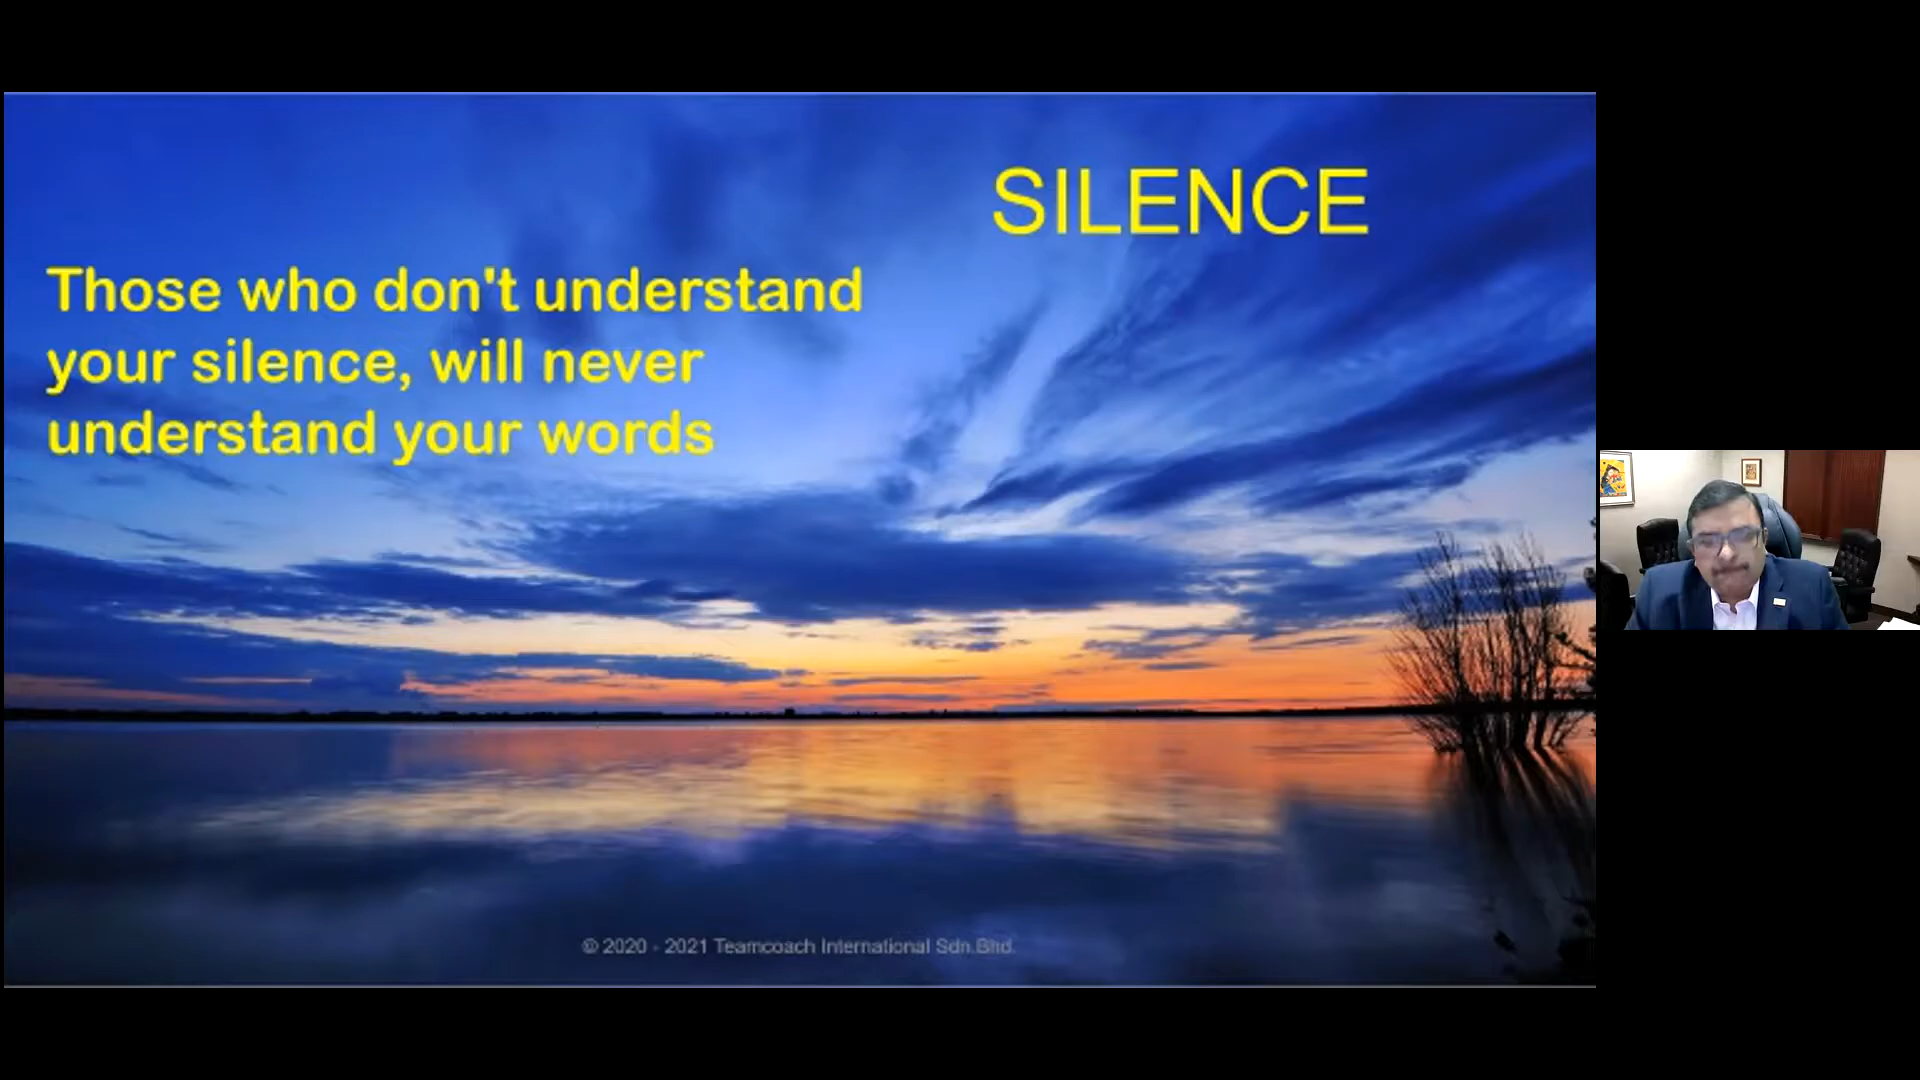 SILENCE
Those who don't understand
your silence, will never
understand your words
© 2020 - 2021 Teamcoach International Sdn.Bhd.